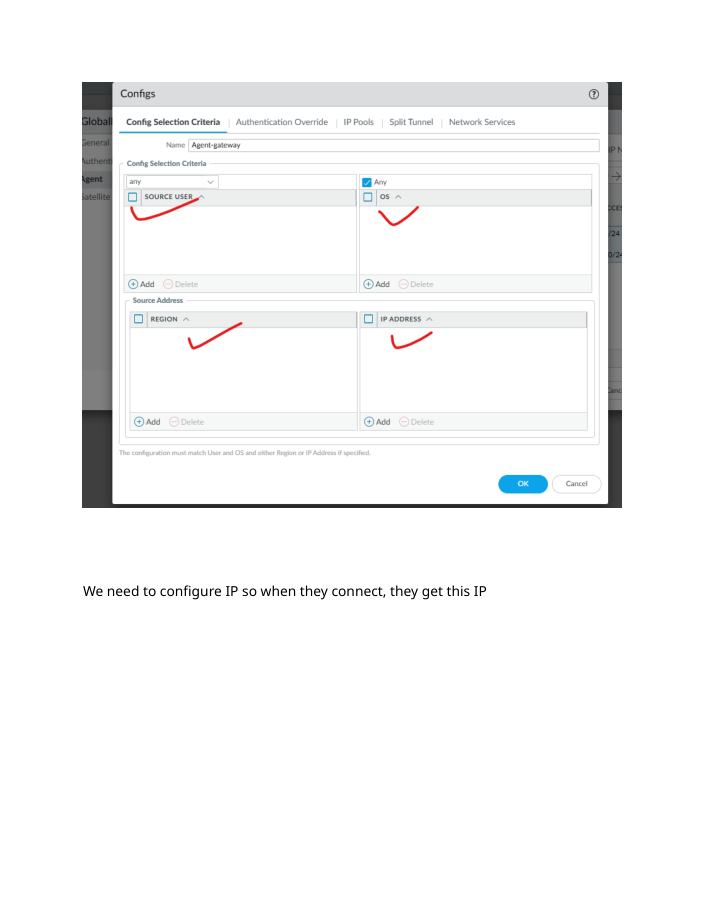 Configs
Config Selection Criteria | Authentication Override | IP Pools | Split Tunnel | Network Services
General
Agent
Satellite
Name Agent-gateway
Config Selection Criteria
any
Any
SOURCE USER
OS
Add Delete
Add Delete
Source Address
REGION
IP ADDRESS
Add Delete
Add Delete
The configuration must match User and OS and either Region or IP Address if specified.
OK Cancel
We need to configure IP so when they connect, they get this IP